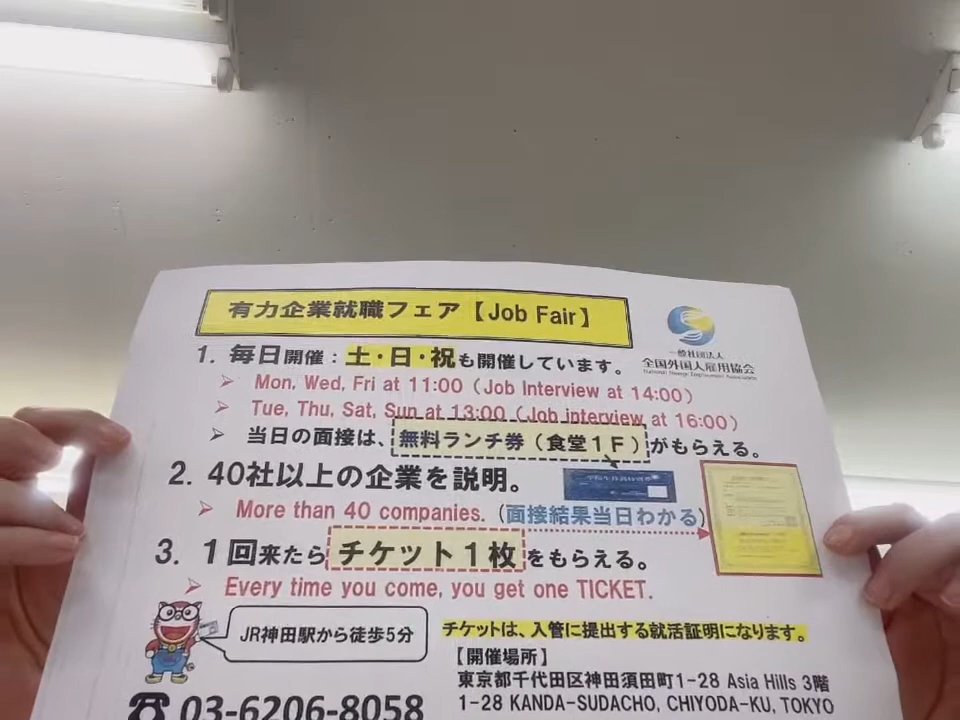 有力企業就職フェア【Job Fair】
一般社団法人
全国外国人雇用協会
1. 毎日開催：土・日・祝も開催しています。
➢ Mon, Wed, Fri at 11:00（Job Interview at 14:00）
➢ Tue, Thu, Sat, Sun at 13:00（Job interview at 16:00）
➢ 当日の面接は、無料ランチ券（食堂１F）がもらえる。
2. 40社以上の企業を説明。
➢ More than 40 companies.（面接結果当日わかる）
3. 1回来たらチケット１枚をもらえる。
➢ Every time you come, you get one TICKET.
JR神田駅から徒歩5分
チケットは、入管に提出する就活証明になります。
【開催場所】
東京都千代田区神田須田町1-28 Asia Hills 3階
1-28 KANDA-SUDACHO, CHIYODA-KU, TOKYO
☎ 03-6206-8058